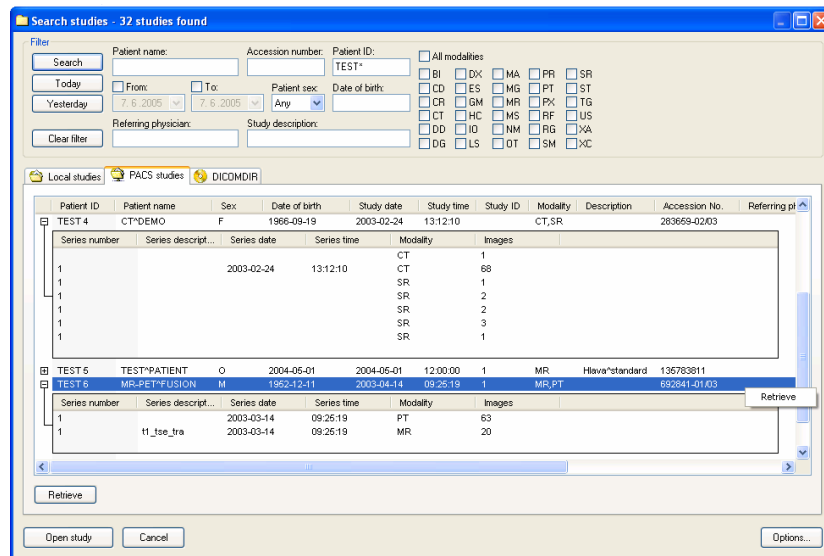 Search studies - 32 studies found
Filter
Search
Today
Yesterday
Clear filter
Patient name:
Accession number:
Patient ID:
TEST*
From:
To:
Patient sex:
Date of birth:
7. 6.2005
7. 6.2005
Any
Referring physician:
Study description:
All modalities
BI DX MA PR SR
CD ES MG PT ST
CR GM MR PX TG
CT HC MS RF US
DD IO NM RG XA
DG LS OT SM XC
Local studies PACS studies DICOMDIR
Patient ID Patient name Sex Date of birth Study date Study time Study ID Modality Description Accession No. Referring ph
TEST 4 CT^DEMO F 1966-09-19 2003-02-24 13:12:10 CT,SR 283659-02/03
Series number Series descript... Series date Series time Modality Images
CT 1
1 2003-02-24 13:12:10 CT 68
1 SR 1
1 SR 2
1 SR 2
1 SR 3
1 SR 1
TEST 5 TEST^PATIENT O 2004-05-01 2004-05-01 12:00:00 1 MR Hlava^standard 135783811
TEST 6 MR-PET^FUSION M 1952-12-11 2003-04-14 09:25:19 1 MR,PT 692841-01/03
Retrieve
Series number Series descript... Series date Series time Modality Images
1 2003-03-14 09:25:19 PT 63
1 t1_tse_tra 2003-03-14 09:25:19 MR 20
Retrieve
Open study Cancel Options...